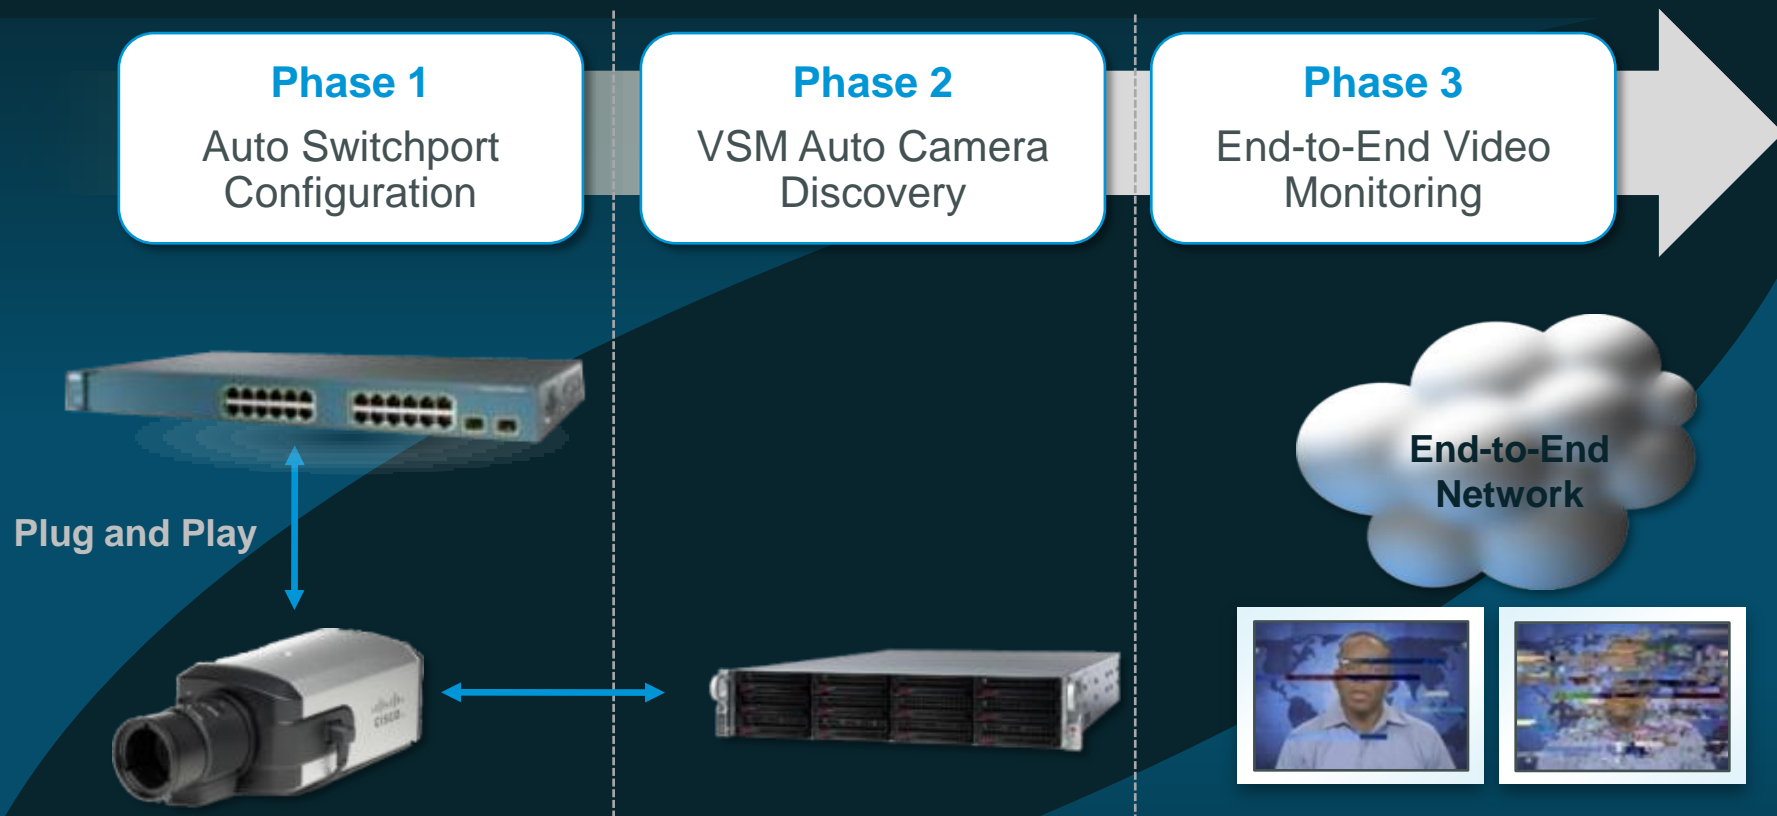 Phase 1
Auto Switchport
Configuration
Phase 2
VSM Auto Camera
Discovery
Phase 3
End-to-End Video
Monitoring
End-to-End
Network
Plug and Play
CISCO